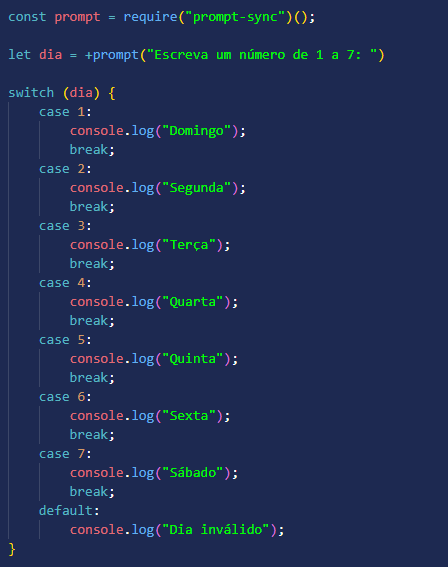 const prompt = require("prompt-sync")();

let dia = +prompt("Escreva um número de 1 a 7: ")

switch (dia) {
    case 1:
        console.log("Domingo");
        break;
    case 2:
        console.log("Segunda");
        break;
    case 3:
        console.log("Terça");
        break;
    case 4:
        console.log("Quarta");
        break;
    case 5:
        console.log("Quinta");
        break;
    case 6:
        console.log("Sexta");
        break;
    case 7:
        console.log("Sábado");
        break;
    default:
        console.log("Dia inválido");
}